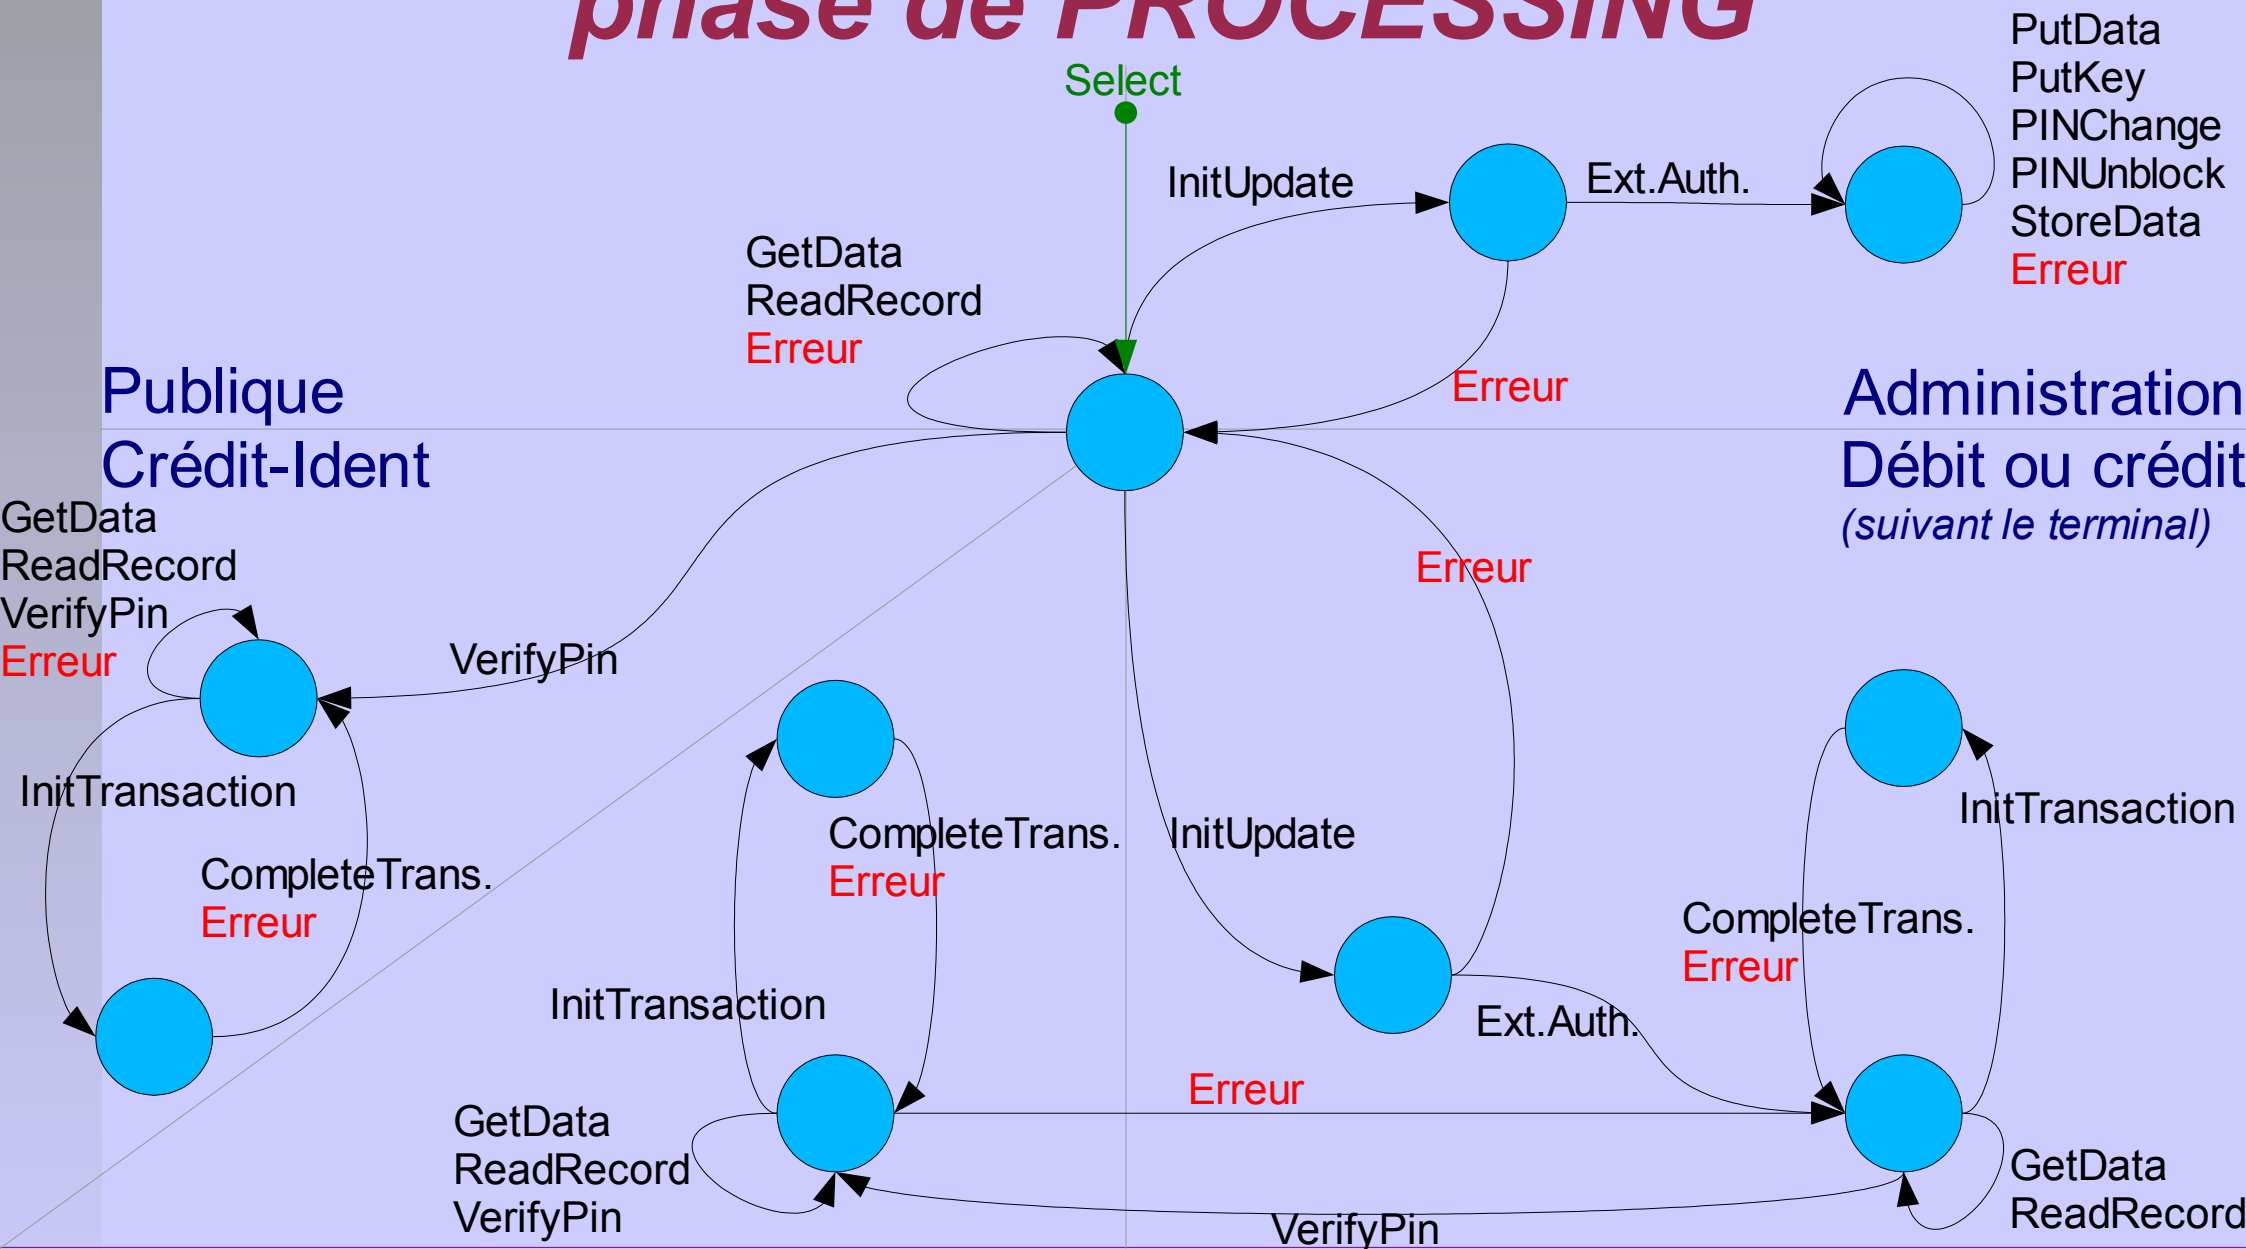 phase de PROCESSING
Select
PutData
PutKey
PINChange
PINUnblock
StoreData
Erreur
InitUpdate
Ext.Auth.
GetData
ReadRecord
Erreur
Erreur
Publique
Crédit-Ident
Administration
Débit ou crédit
(suivant le terminal)
GetData
ReadRecord
VerifyPin
Erreur
VerifyPin
Erreur
InitTransaction
CompleteTrans.
Erreur
CompleteTrans.
Erreur
InitUpdate
InitTransaction
CompleteTrans.
Erreur
InitTransaction
Ext.Auth.
Erreur
GetData
ReadRecord
VerifyPin
VerifyPin
GetData
ReadRecord